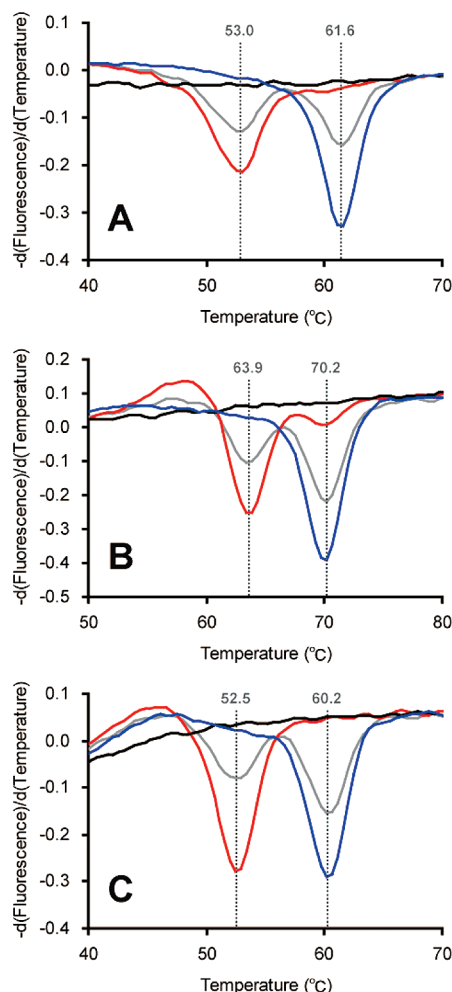 53.0 61.6
0.1
0.0
-0.1
-0.2
-0.3
-0.4
-d(Fluorescence)/d(Temperature)
A
40 50 60 70
Temperature (°C)
63.9 70.2
0.2
0.1
0.0
-0.1
-0.2
-0.3
-0.4
-0.5
-d(Fluorescence)/d(Temperature)
B
50 60 70 80
Temperature (°C)
52.5 60.2
0.1
0.0
-0.1
-0.2
-0.3
-0.4
-d(Fluorescence)/d(Temperature)
C
40 50 60 70
Temperature (°C)